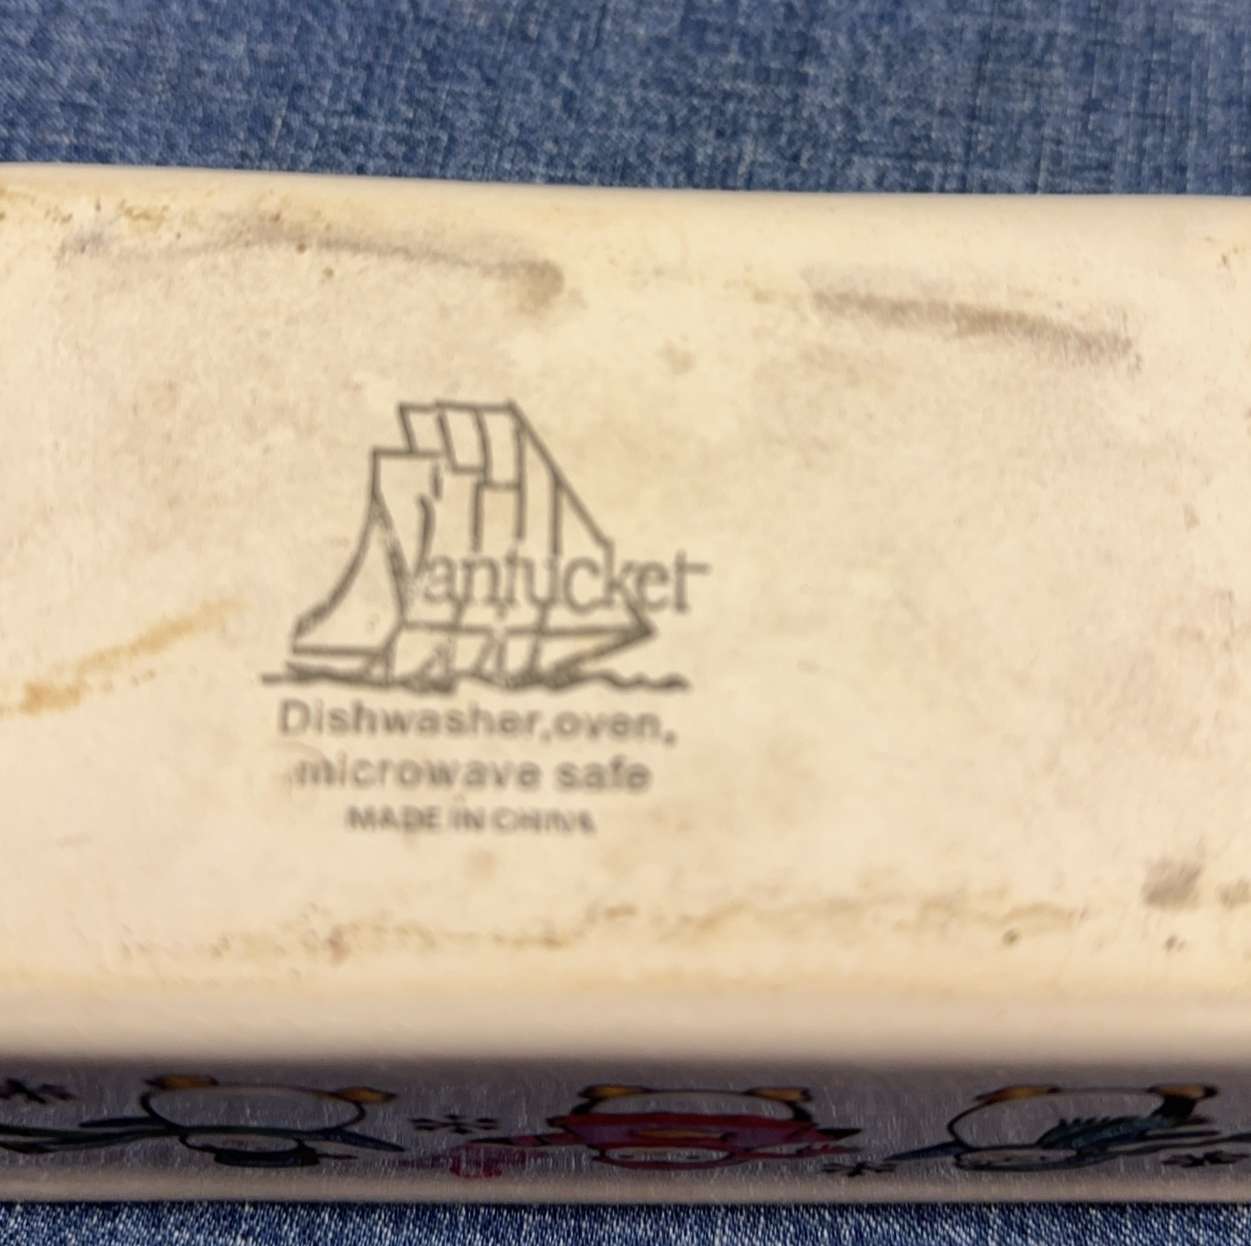 Nantucket
Dishwasher,oven,
microwave safe
MADE IN CHINA